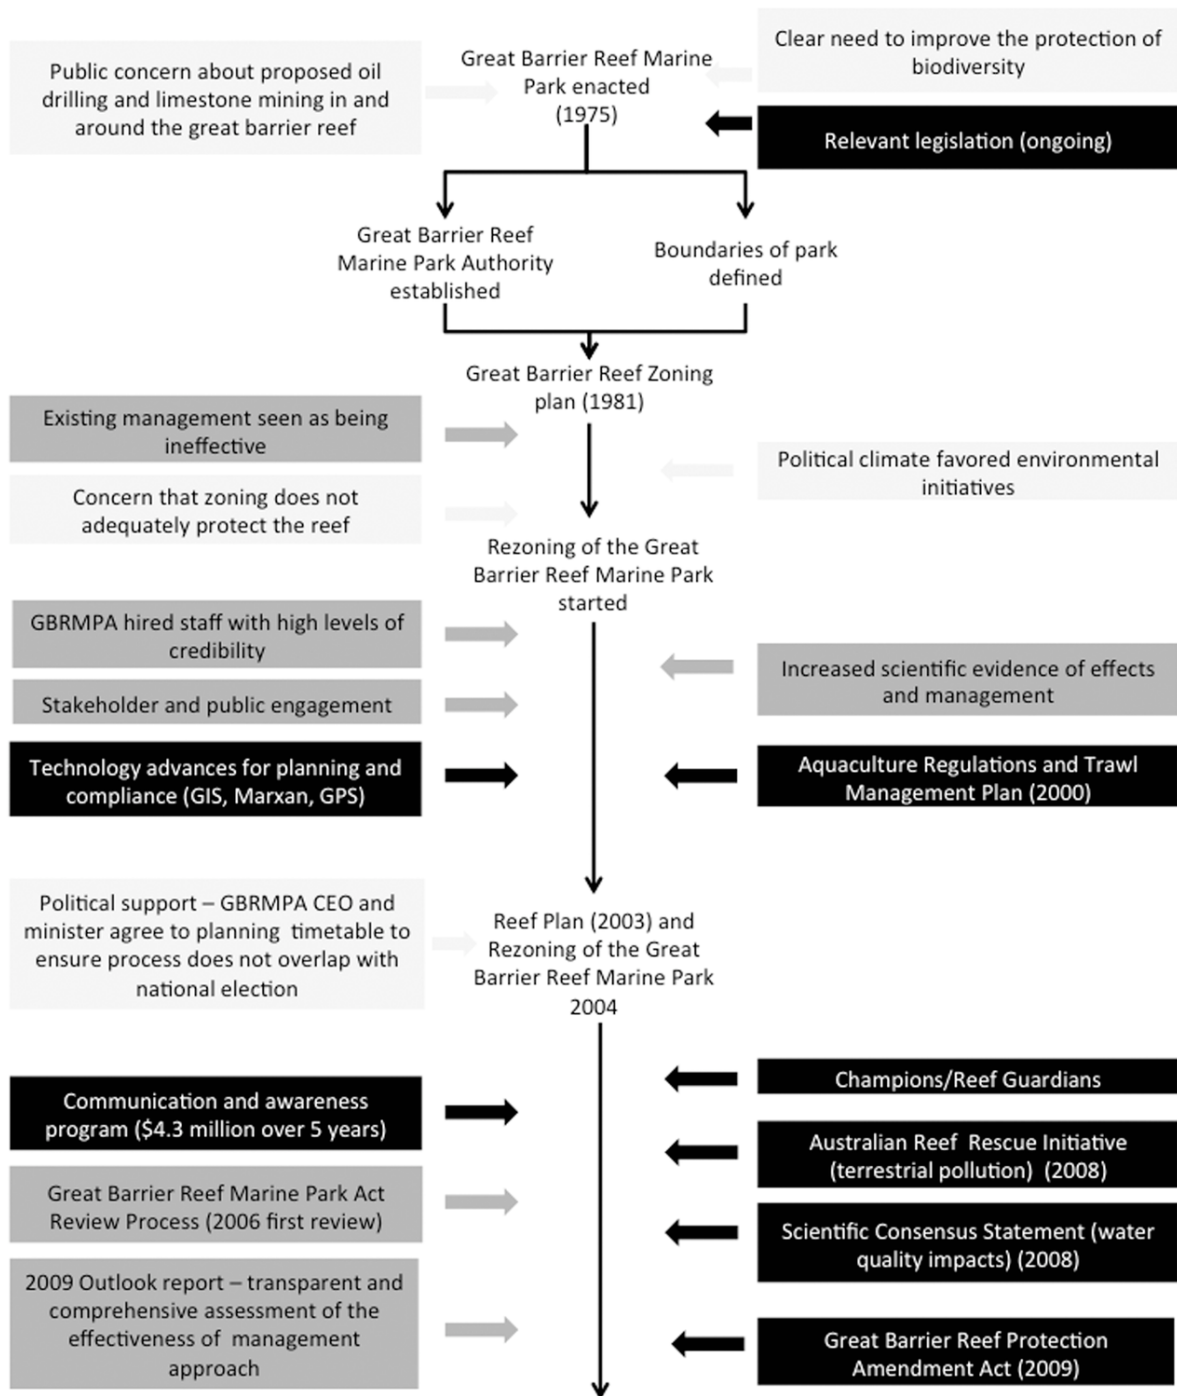 Public concern about proposed oil
drilling and limestone mining in and
around the great barrier reef
Great Barrier Reef Marine
Park enacted
(1975)
Clear need to improve the protection of
biodiversity
Relevant legislation (ongoing)
Great Barrier Reef
Marine Park Authority
established
Boundaries of park
defined
Great Barrier Reef Zoning
plan (1981)
Existing management seen as being
ineffective
Political climate favored environmental
initiatives
Concern that zoning does not
adequately protect the reef
Rezoning of the Great
Barrier Reef Marine Park
started
GBRMPA hired staff with high levels of
credibility
Increased scientific evidence of effects
and management
Stakeholder and public engagement
Technology advances for planning and
compliance (GIS, Marxan, GPS)
Aquaculture Regulations and Trawl
Management Plan (2000)
Political support – GBRMPA CEO and
minister agree to planning timetable to
ensure process does not overlap with
national election
Reef Plan (2003) and
Rezoning of the Great
Barrier Reef Marine Park
2004
Champions/Reef Guardians
Communication and awareness
program ($4.3 million over 5 years)
Australian Reef Rescue Initiative
(terrestrial pollution) (2008)
Great Barrier Reef Marine Park Act
Review Process (2006 first review)
Scientific Consensus Statement (water
quality impacts) (2008)
2009 Outlook report – transparent and
comprehensive assessment of the
effectiveness of management
approach
Great Barrier Reef Protection
Amendment Act (2009)